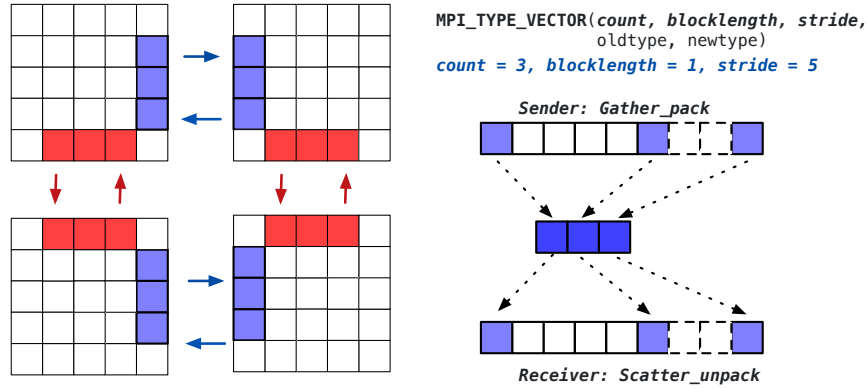 MPI_TYPE_VECTOR(count, blocklength, stride,
oldtype, newtype)
count = 3, blocklength = 1, stride = 5
Sender: Gather_pack
Receiver: Scatter_unpack